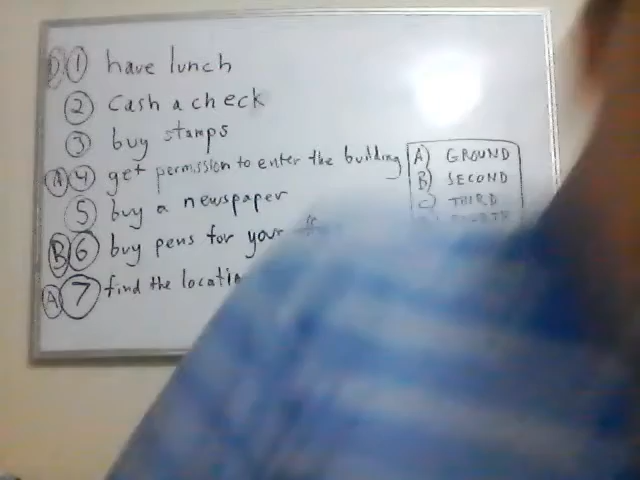 D 1 have lunch
2 cash a check
3 buy stamps
A 4 get permission to enter the building
5 buy a newspaper
B 6 buy pens for your
A 7 find the locatio
A) GROUND
B) SECOND
C) THIRD